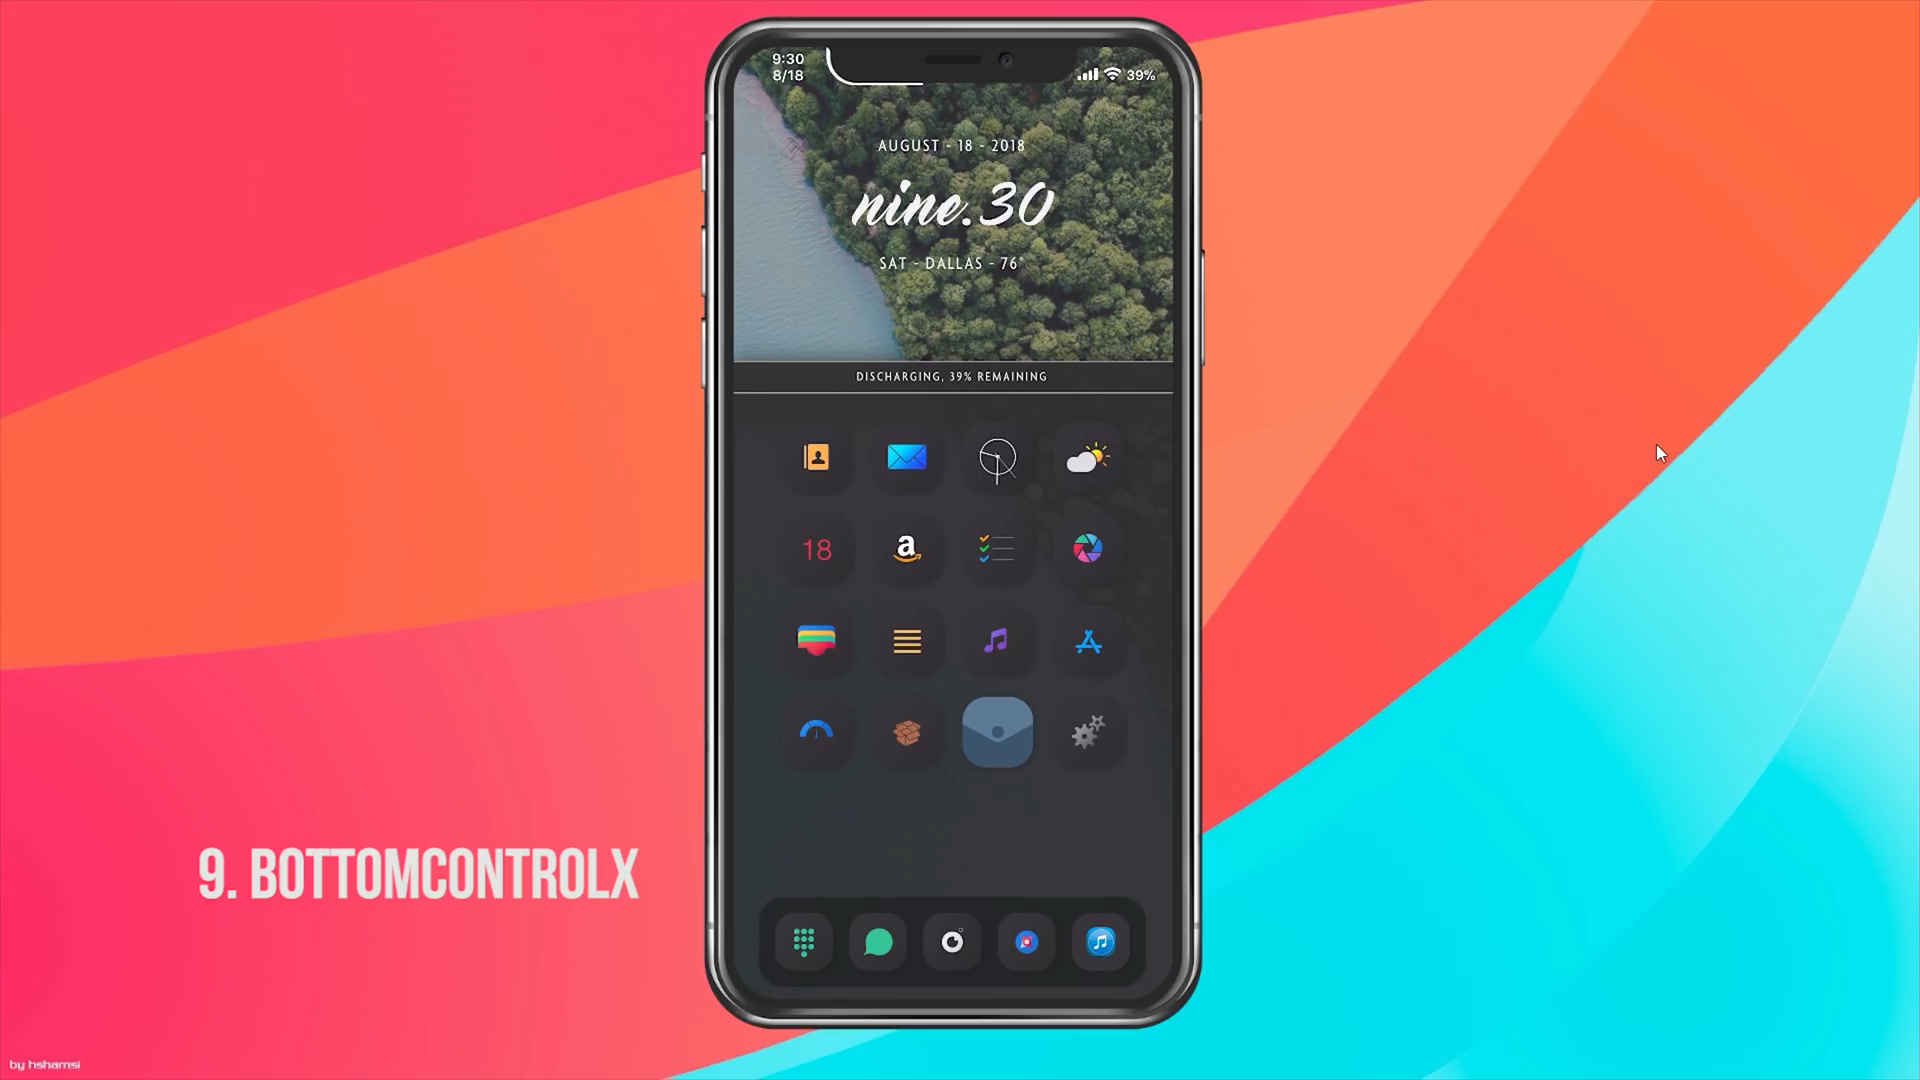 9:30
8/18
39%
AUGUST - 18 - 2018
nine.30
SAT - DALLAS - 76°
DISCHARGING, 39% REMAINING
18
a
9. BOTTOMCONTROLX
by hshamsi